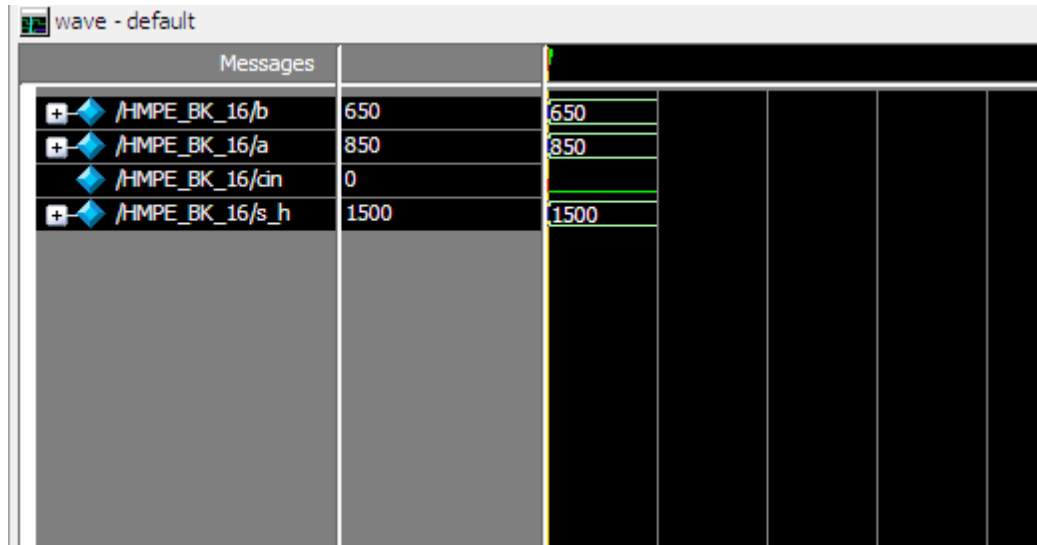 wave - default
Messages
/HMPE_BK_16/b 650 650
/HMPE_BK_16/a 850 850
/HMPE_BK_16/cin 0
/HMPE_BK_16/s_h 1500 1500